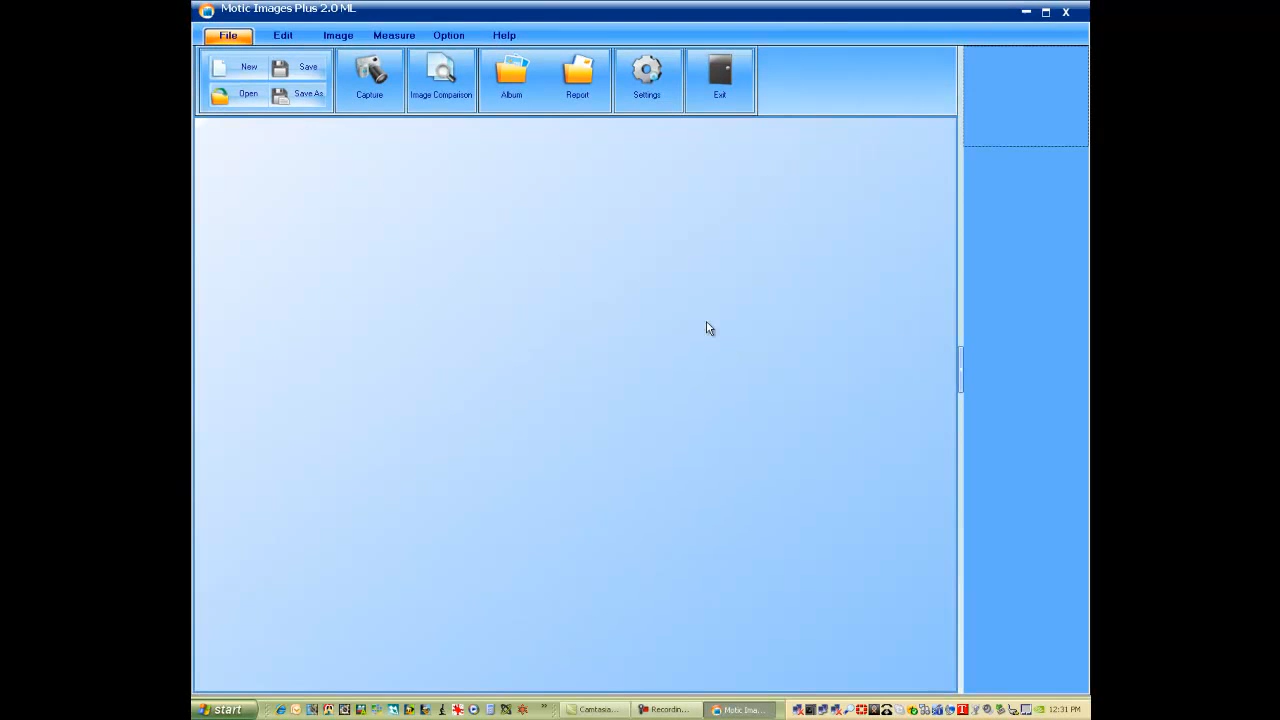 Motic Images Plus 2.0 ML
File Edit Image Measure Option Help
New Save
Open Save As
Capture Image Comparison Album Report Settings Exit
start Camtasia... Recordin... Motic Ima... 12:31 PM